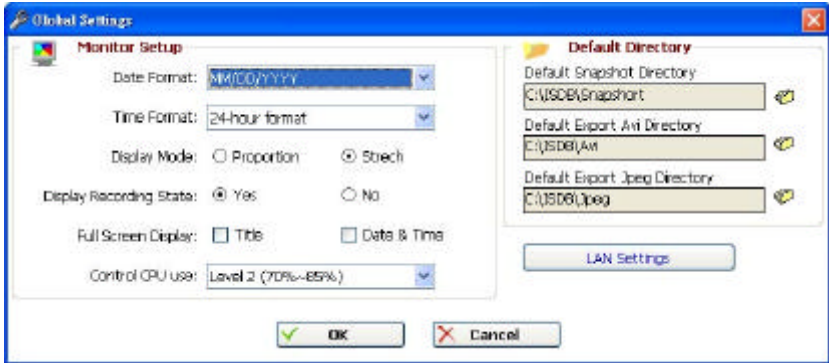 Global Settings
Monitor Setup
Date Format: MM/DD/YYYY
Time Format: 24-hour format
Display Mode: Proportion Strech
Display Recording State: Yes No
Full Screen Display: Title Date & Time
Control CPU use: Level 2 (70%~85%)
Default Directory
Default Snapshot Directory
C:\JSDB\Snapshort
Default Export Avi Directory
C:\JSDB\Avi
Default Export Jpeg Directory
C:\JSDB\Jpeg
LAN Settings
OK Cancel